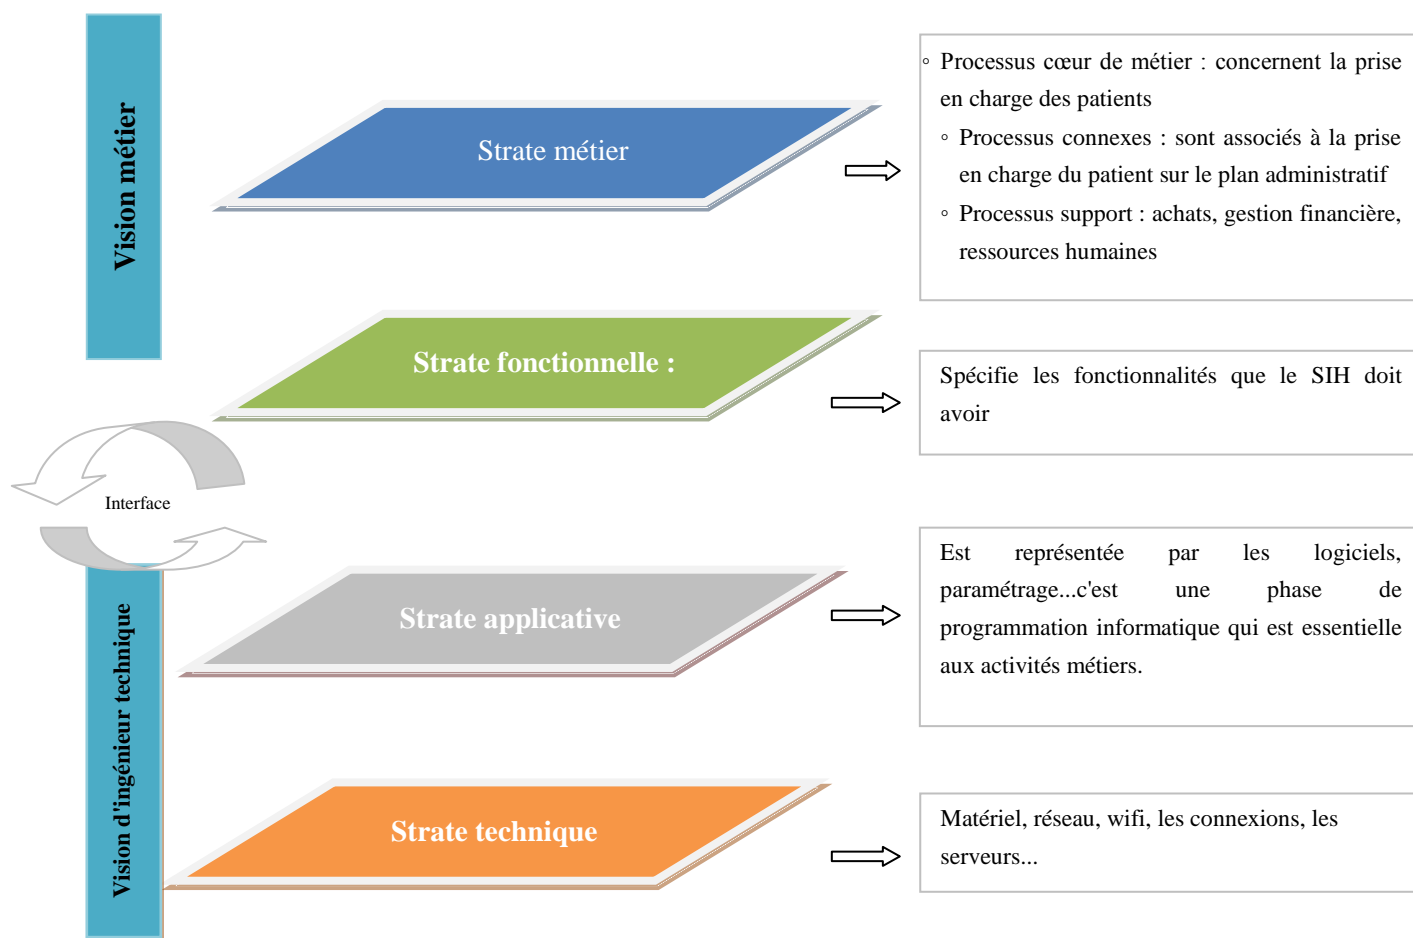 Vision métier
Strate métier
◦ Processus cœur de métier : concernent la prise
en charge des patients
◦ Processus connexes : sont associés à la prise
en charge du patient sur le plan administratif
◦ Processus support : achats, gestion financière,
ressources humaines
Strate fonctionnelle :
Spécifie les fonctionnalités que le SIH doit
avoir
Interface
Vision d'ingénieur technique
Strate applicative
Est représentée par les logiciels,
paramétrage...c'est une phase de
programmation informatique qui est essentielle
aux activités métiers.
Strate technique
Matériel, réseau, wifi, les connexions, les
serveurs...